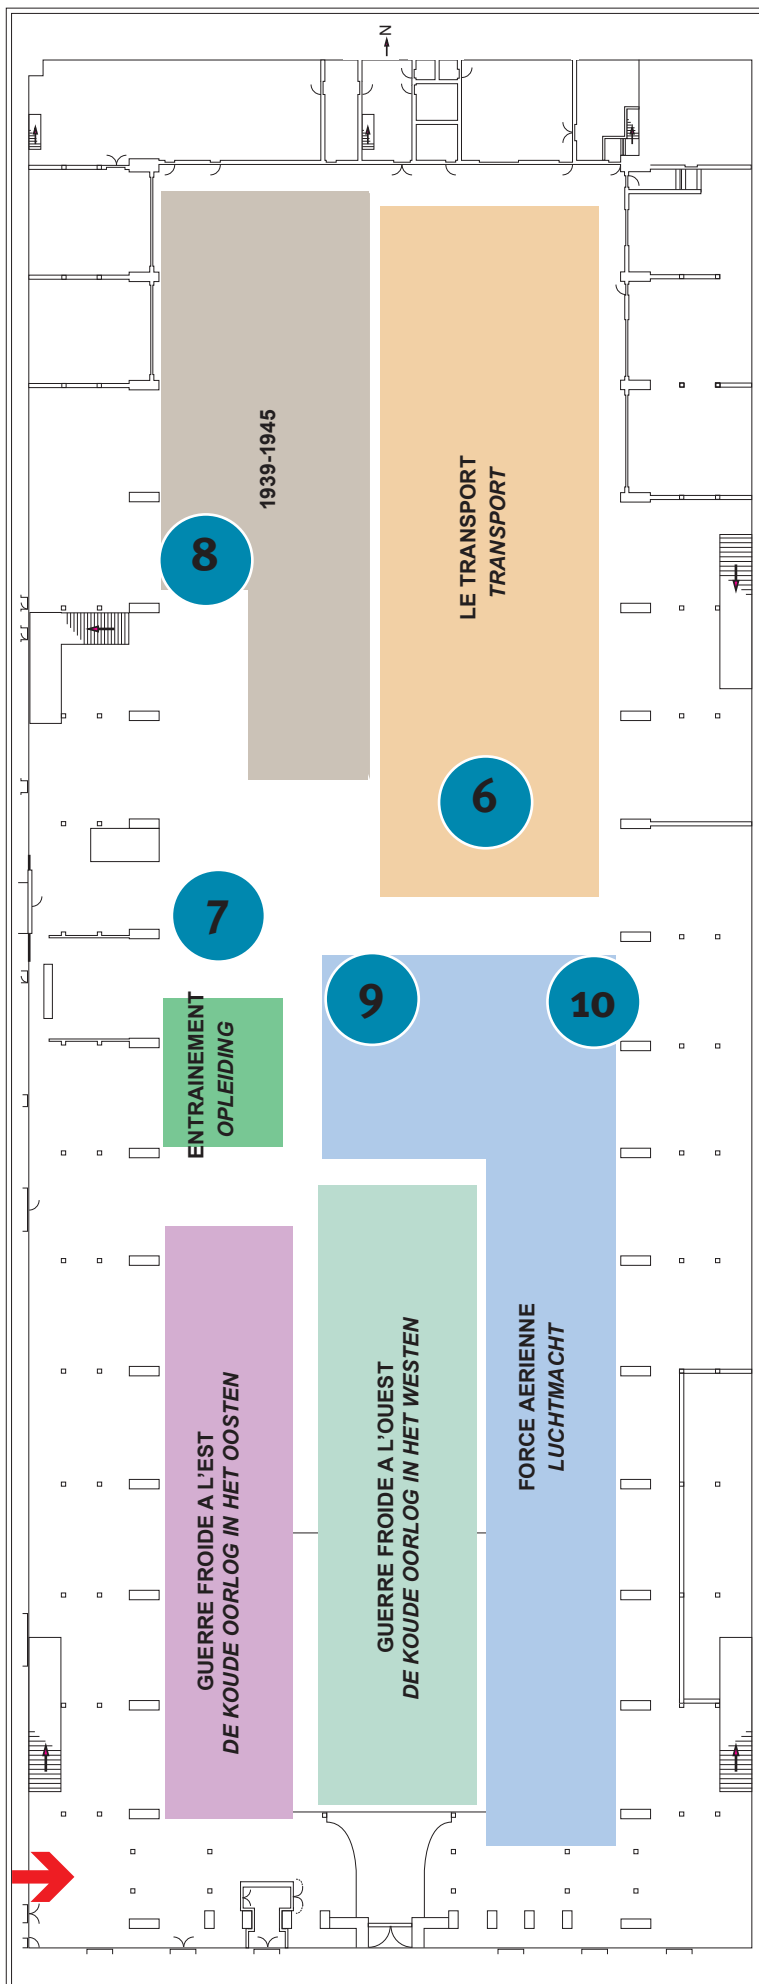 N
1939-1945
LE TRANSPORT
TRANSPORT
8
6
7
9
10
ENTRAINEMENT
OPLEIDING
GUERRE FROIDE A L'EST
DE KOUDE OORLOG IN HET OOSTEN
GUERRE FROIDE A L'OUEST
DE KOUDE OORLOG IN HET WESTEN
FORCE AERIENNE
LUCHTMACHT